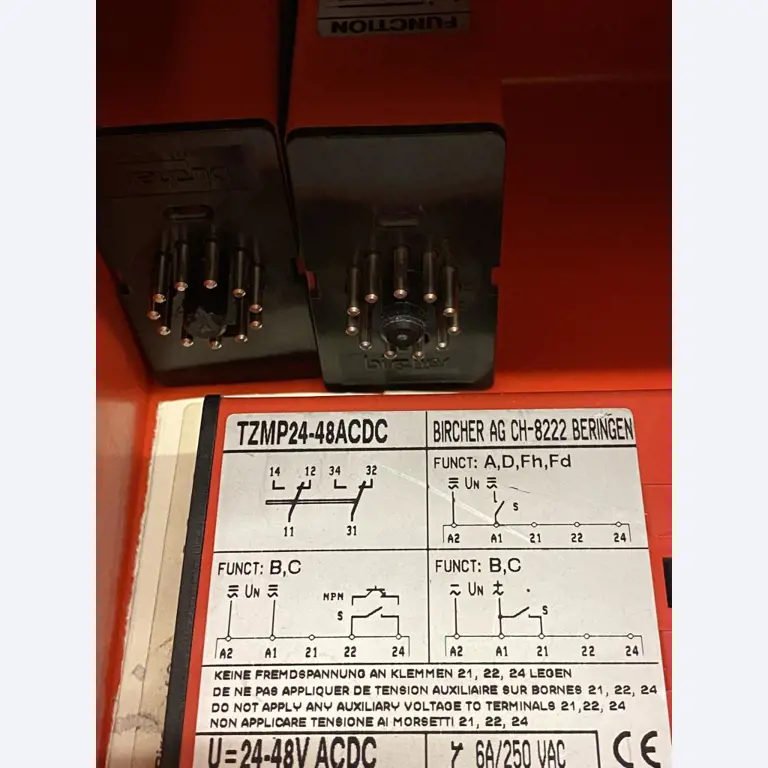 FUNCTION
bircher
TZMP24-48ACDC
BIRCHER AG CH-8222 BERINGEN
14 12 34 32
11 31
FUNCT: A,D,Fh,Fd
UN
S
A2 A1 21 22 24
FUNCT: B,C
UN
NPN
S
A2 A1 21 22 24
FUNCT: B,C
UN
S
A2 A1 21 22 24
KEINE FREMDSPANNUNG AN KLEMMEN 21, 22, 24 LEGEN
DE NE PAS APPLIQUER DE TENSION AUXILIAIRE SUR BORNES 21, 22, 24
DO NOT APPLY ANY AUXILIARY VOLTAGE TO TERMINALS 21,22, 24
NON APPLICARE TENSIONE AI MORSETTI 21, 22, 24
U=24-48V ACDC
6A/250 VAC
CE